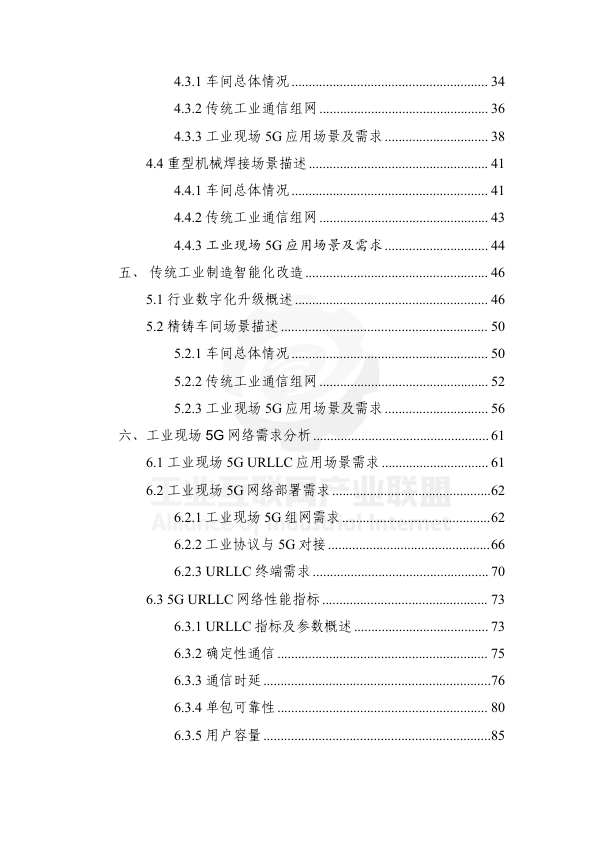 4.3.1 车间总体情况 ........................................................ 34
4.3.2 传统工业通信组网 ................................................ 36
4.3.3 工业现场 5G 应用场景及需求 .............................. 38
4.4 重型机械焊接场景描述 .................................................... 41
4.4.1 车间总体情况 ........................................................ 41
4.4.2 传统工业通信组网 ................................................ 43
4.4.3 工业现场 5G 应用场景及需求 .............................. 44
五、 传统工业制造智能化改造 ..................................................... 46
5.1 行业数字化升级概述 ........................................................ 46
5.2 精铸车间场景描述 ............................................................ 50
5.2.1 车间总体情况 ........................................................ 50
5.2.2 传统工业通信组网 ................................................ 52
5.2.3 工业现场 5G 应用场景及需求 .............................. 56
六、工业现场 5G 网络需求分析 ................................................... 61
6.1 工业现场 5G URLLC 应用场景需求 ............................... 61
6.2 工业现场 5G 网络部署需求 .............................................. 62
工业互联网产业联盟
6.2.1 工业现场 5G 组网需求 ........................................... 62
Alliance of Industrial Internet
6.2.2 工业协议与 5G 对接 ............................................... 66
6.2.3 URLLC 终端需求 ................................................... 70
6.3 5G URLLC 网络性能指标 ................................................ 73
6.3.1 URLLC 指标及参数概述 ....................................... 73
6.3.2 确定性通信 ............................................................. 75
6.3.3 通信时延 ................................................................. 76
6.3.4 单包可靠性 ............................................................. 80
6.3.5 用户容量 ................................................................. 85